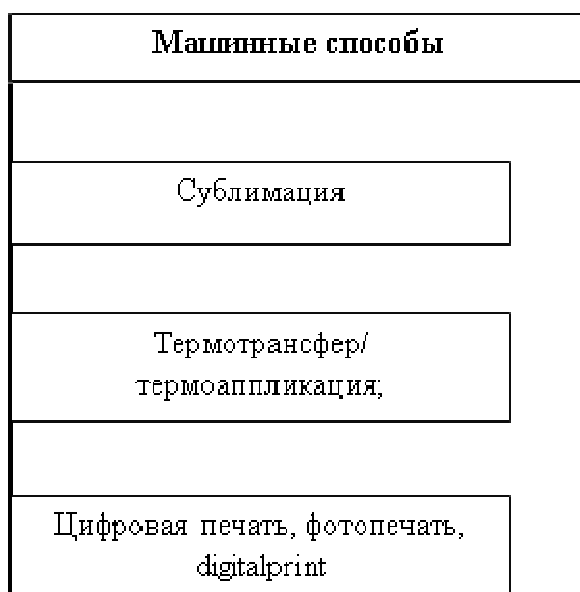 Машинные способы
Сублимация
Термотрансфер/
термоаппликация;
Цифровая печать, фотопечать,
digitalprint